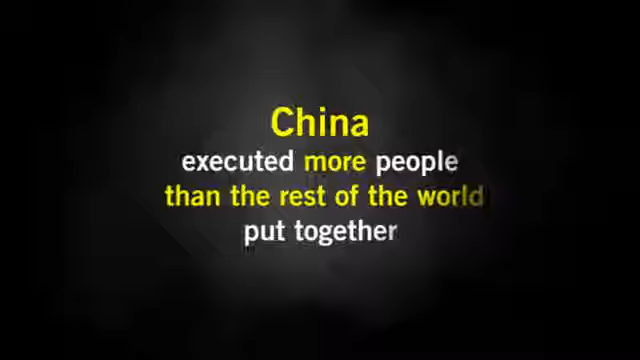 China
executed more people
than the rest of the world
put together